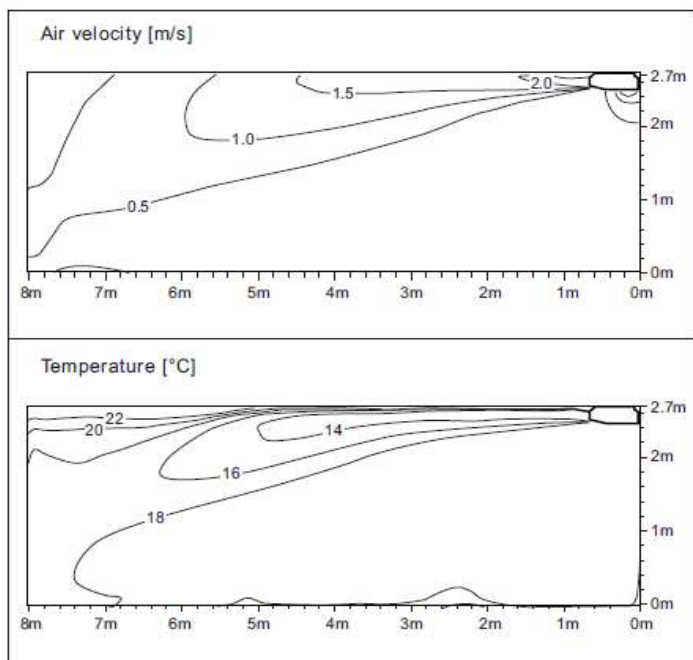 Air velocity [m/s]
2.0
2.7m
1.5
2m
1.0
1m
0.5
0m
8m 7m 6m 5m 4m 3m 2m 1m 0m
Temperature [°C]
2.7m
22
20
14
2m
16
18
1m
0m
8m 7m 6m 5m 4m 3m 2m 1m 0m